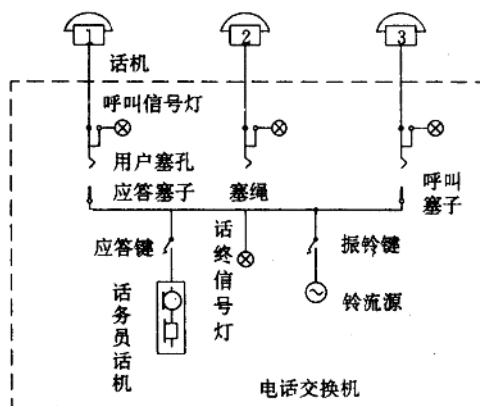 1
2
3
话机
呼叫信号灯
用户塞孔
应答塞子
塞绳
呼叫
塞子
应答键
话终信号灯
振铃键
话务员话机
铃流源
电话交换机